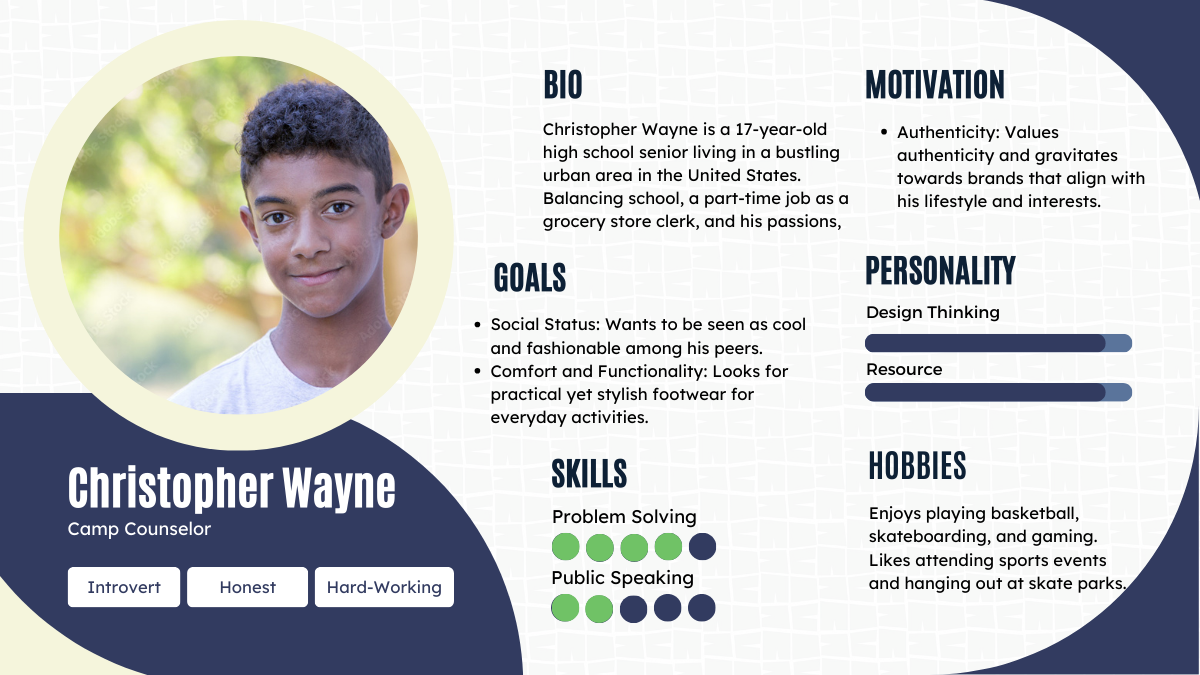 BIO
Christopher Wayne is a 17-year-old
high school senior living in a bustling
urban area in the United States.
Balancing school, a part-time job as a
grocery store clerk, and his passions,
MOTIVATION
• Authenticity: Values
authenticity and gravitates
towards brands that align with
his lifestyle and interests.
GOALS
• Social Status: Wants to be seen as cool
and fashionable among his peers.
• Comfort and Functionality: Looks for
practical yet stylish footwear for
everyday activities.
PERSONALITY
Design Thinking
Resource
Christopher Wayne
Camp Counselor
Introvert
Honest
Hard-Working
SKILLS
Problem Solving
Public Speaking
HOBBIES
Enjoys playing basketball,
skateboarding, and gaming.
Likes attending sports events
and hanging out at skate parks.